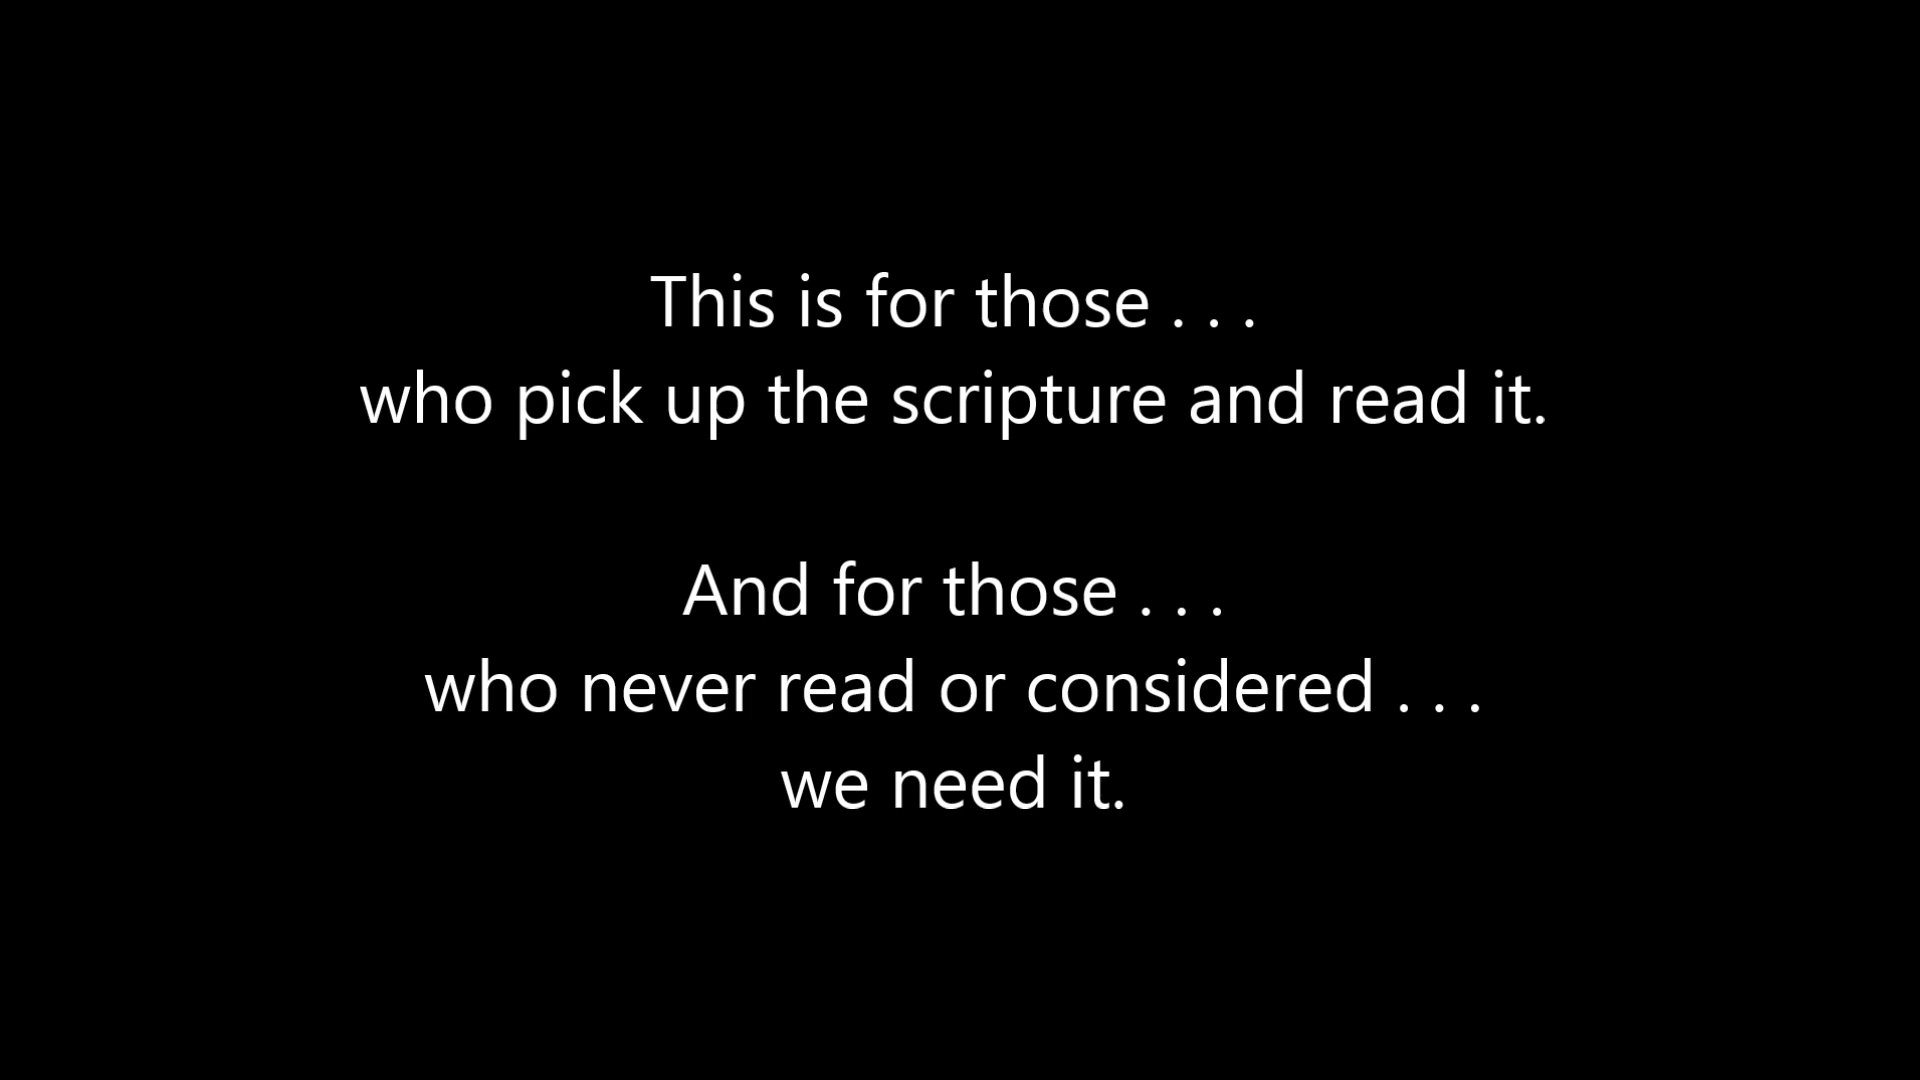 This is for those . . .
who pick up the scripture and read it.
And for those . . .
who never read or considered . . .
we need it.